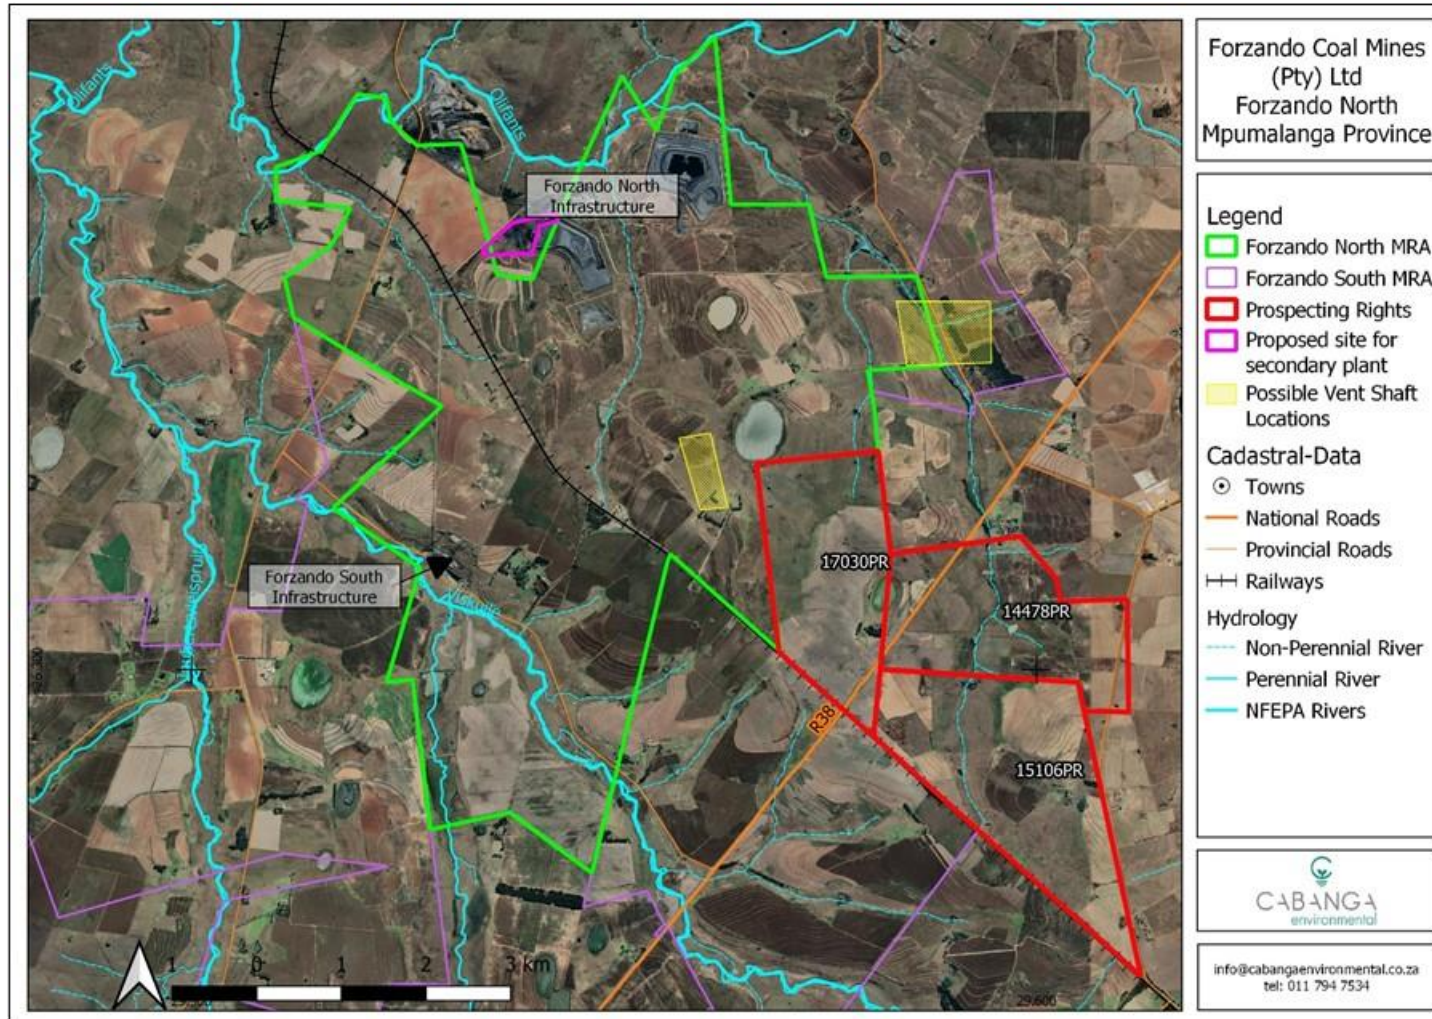 Forzando Coal Mines
(Pty) Ltd
Forzando North
Mpumalanga Province
Legend
Forzando North MRA
Forzando South MRA
Prospecting Rights
Proposed site for
secondary plant
Possible Vent Shaft
Locations
Cadastral-Data
Towns
National Roads
Provincial Roads
Railways
Hydrology
Non-Perennial River
Perennial River
NFEPA Rivers
CABANGA
environmental
info@cabangaenvironmental.co.za
tel: 011 794 7534
Olifants
Olifants
Forzando North
Infrastructure
Forzando South
Infrastructure
17030PR
14478PR
15106PR
R38
1 0 1 2 3 km
29.600